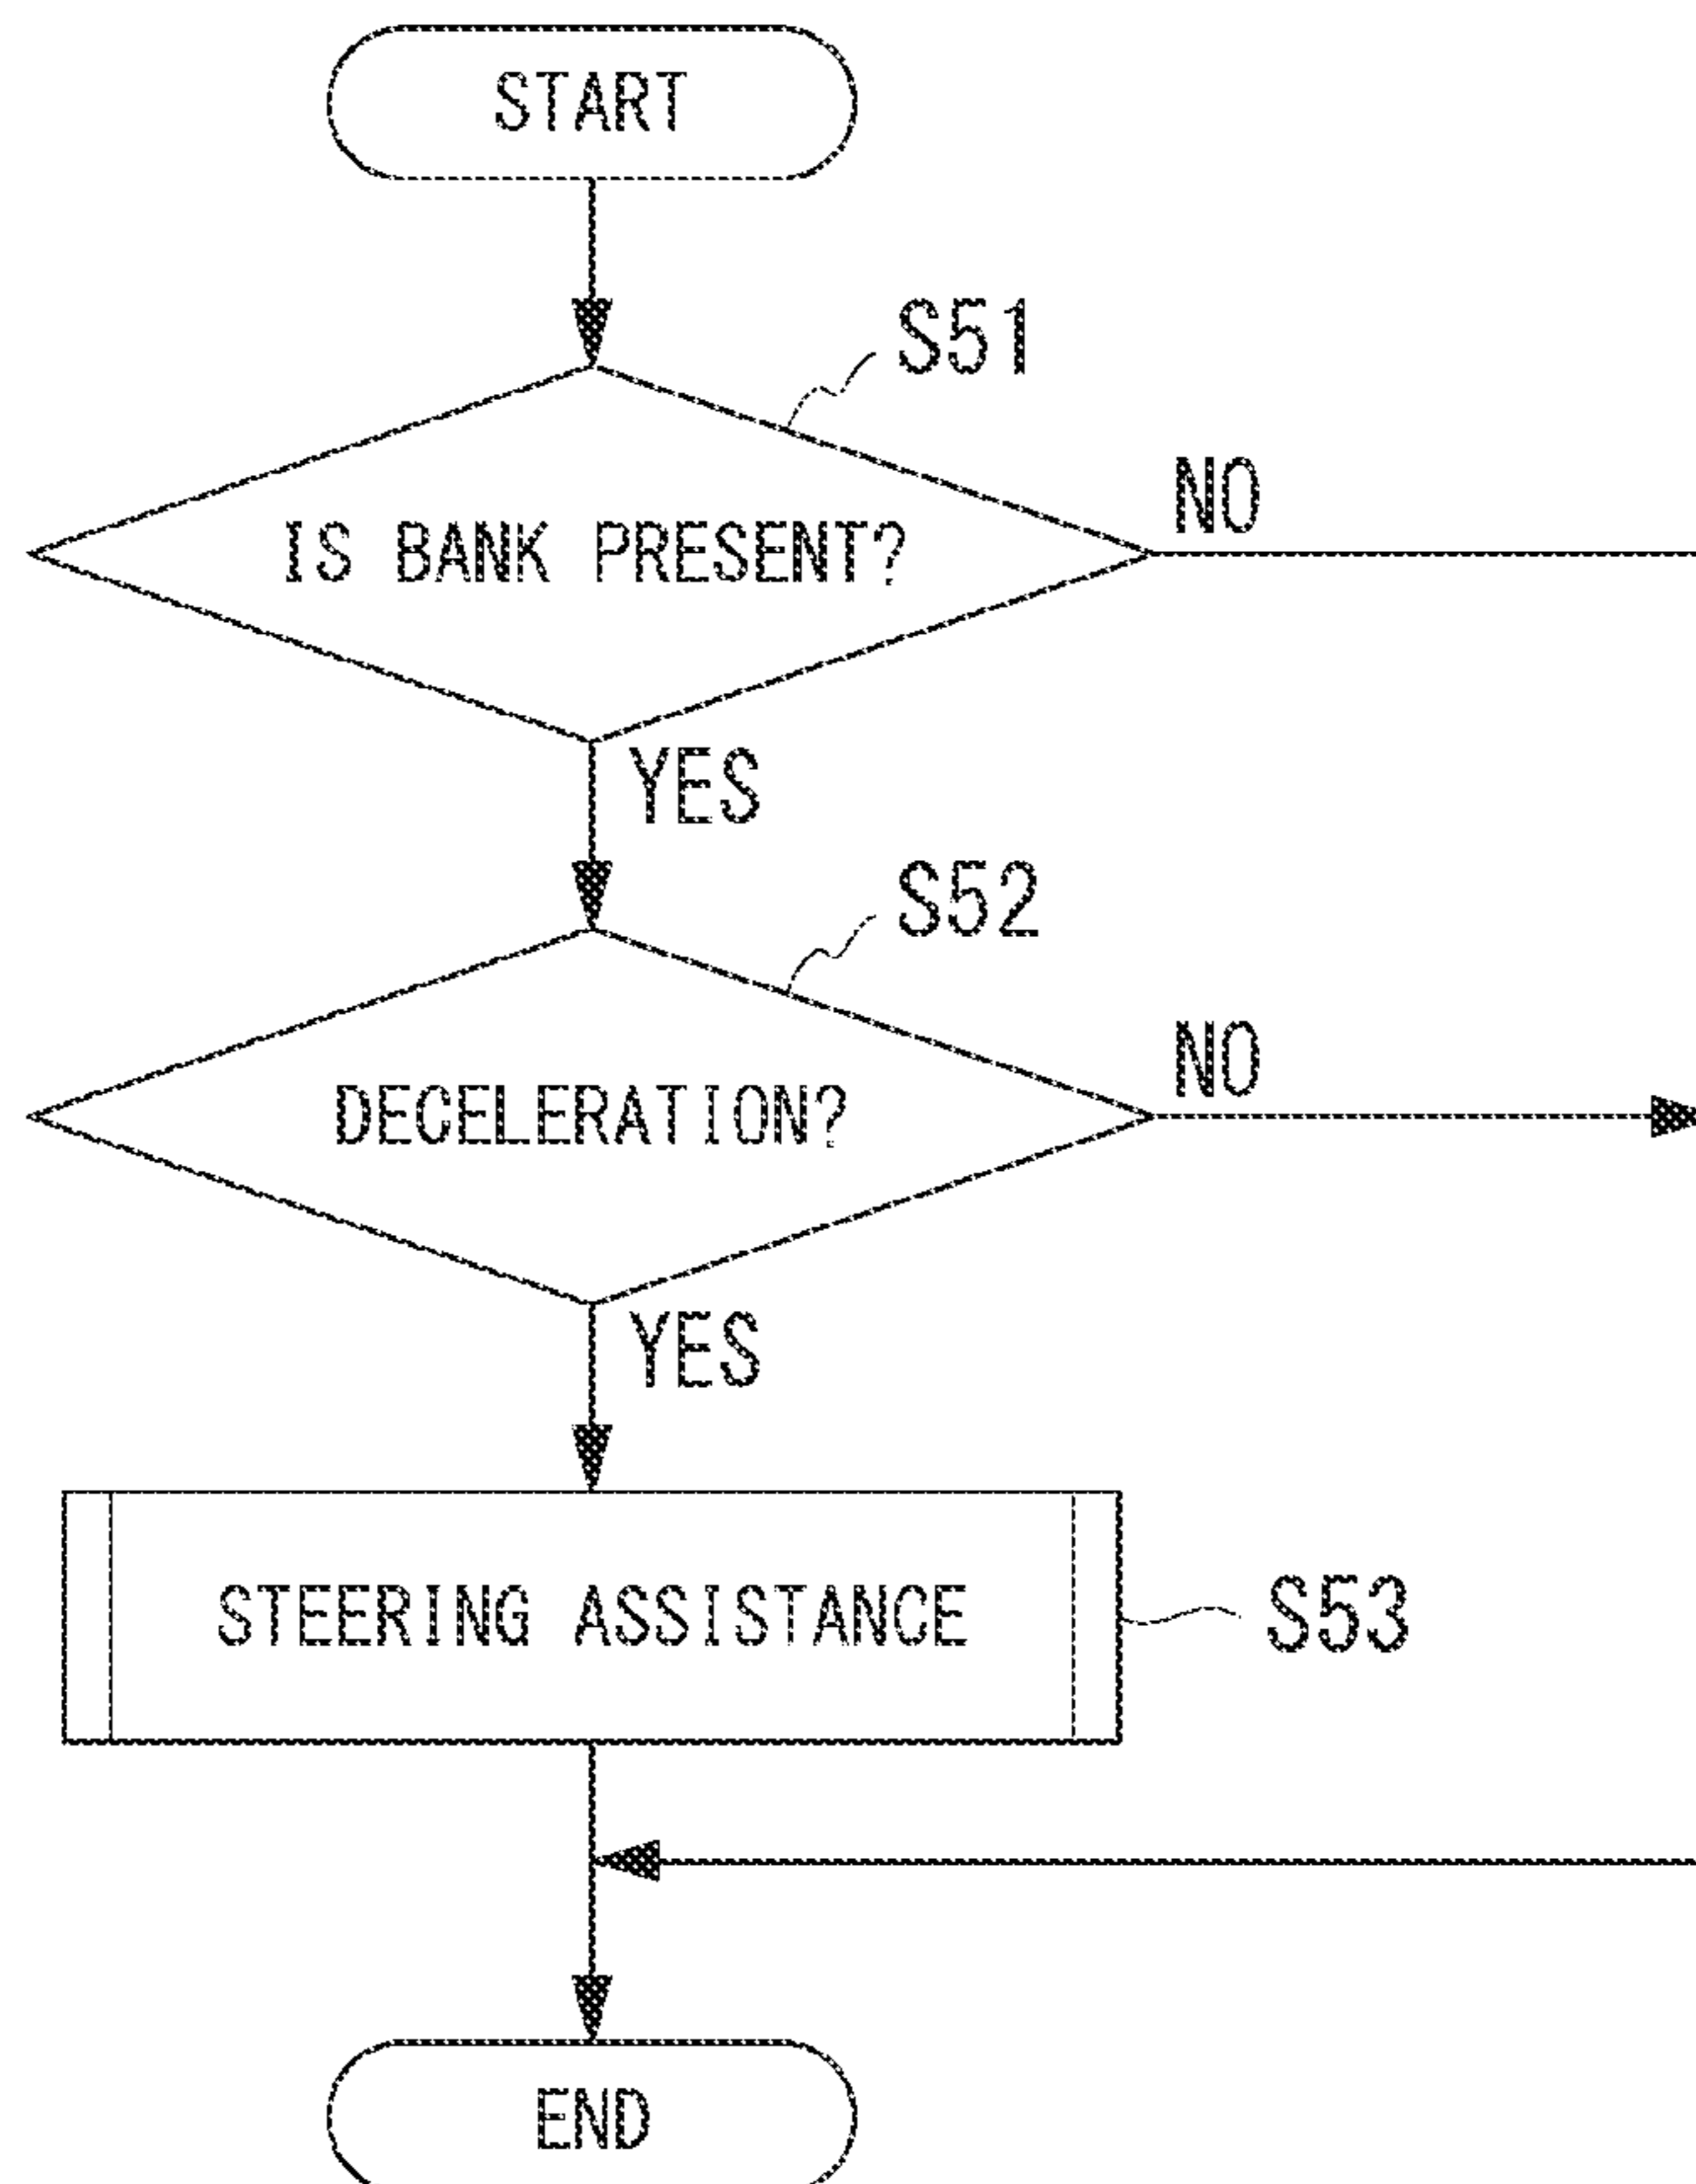 START
S51
IS BANK PRESENT?
NO
YES
S52
DECELERATION?
NO
YES
STEERING ASSISTANCE
S53
END